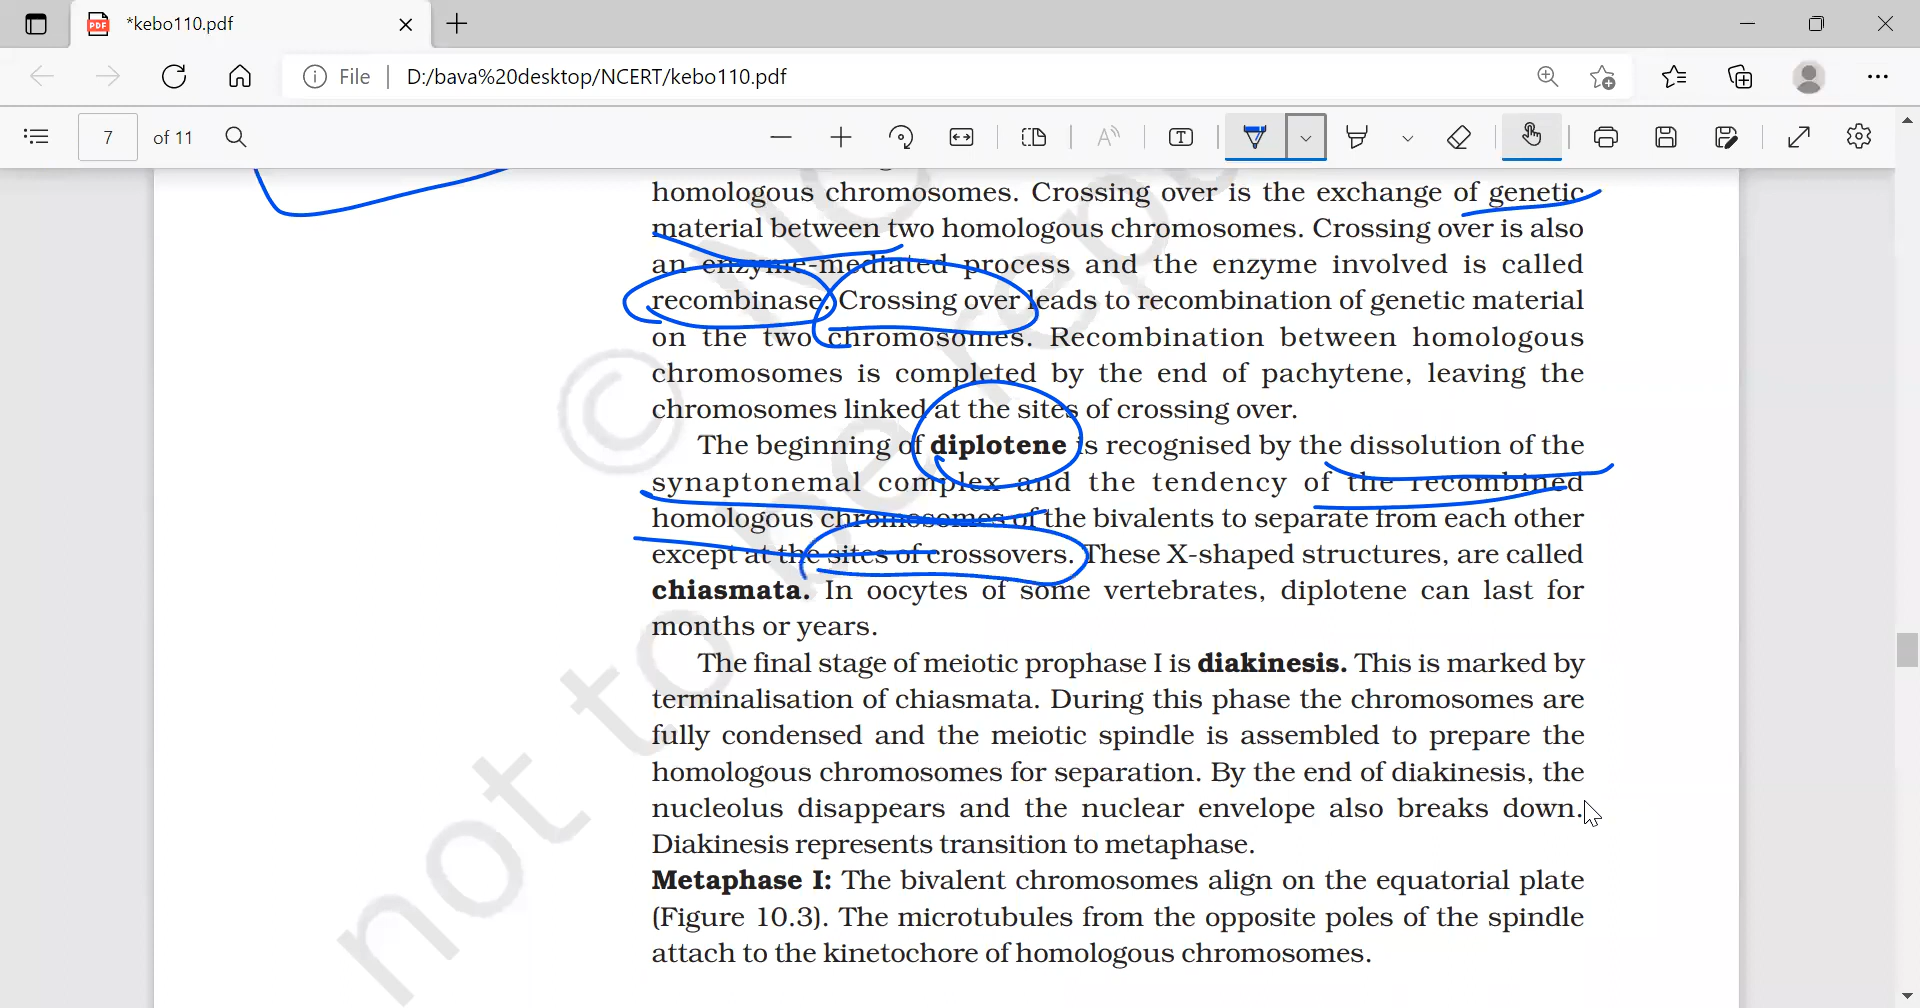 *kebo110.pdf
File
D:/bava%20desktop/NCERT/kebo110.pdf
7 of 11
homologous chromosomes. Crossing over is the exchange of genetic
material between two homologous chromosomes. Crossing over is also
an enzyme-mediated process and the enzyme involved is called
recombinase. Crossing over leads to recombination of genetic material
on the two chromosomes. Recombination between homologous
chromosomes is completed by the end of pachytene, leaving the
chromosomes linked at the sites of crossing over.
The beginning of diplotene is recognised by the dissolution of the
synaptonemal complex and the tendency of the recombined
homologous chromosomes of the bivalents to separate from each other
except at the sites of crossovers. These X-shaped structures, are called
chiasmata. In oocytes of some vertebrates, diplotene can last for
months or years.
The final stage of meiotic prophase I is diakinesis. This is marked by
terminalisation of chiasmata. During this phase the chromosomes are
fully condensed and the meiotic spindle is assembled to prepare the
homologous chromosomes for separation. By the end of diakinesis, the
nucleolus disappears and the nuclear envelope also breaks down.
Diakinesis represents transition to metaphase.
Metaphase I: The bivalent chromosomes align on the equatorial plate
(Figure 10.3). The microtubules from the opposite poles of the spindle
attach to the kinetochore of homologous chromosomes.
not to be rep
©